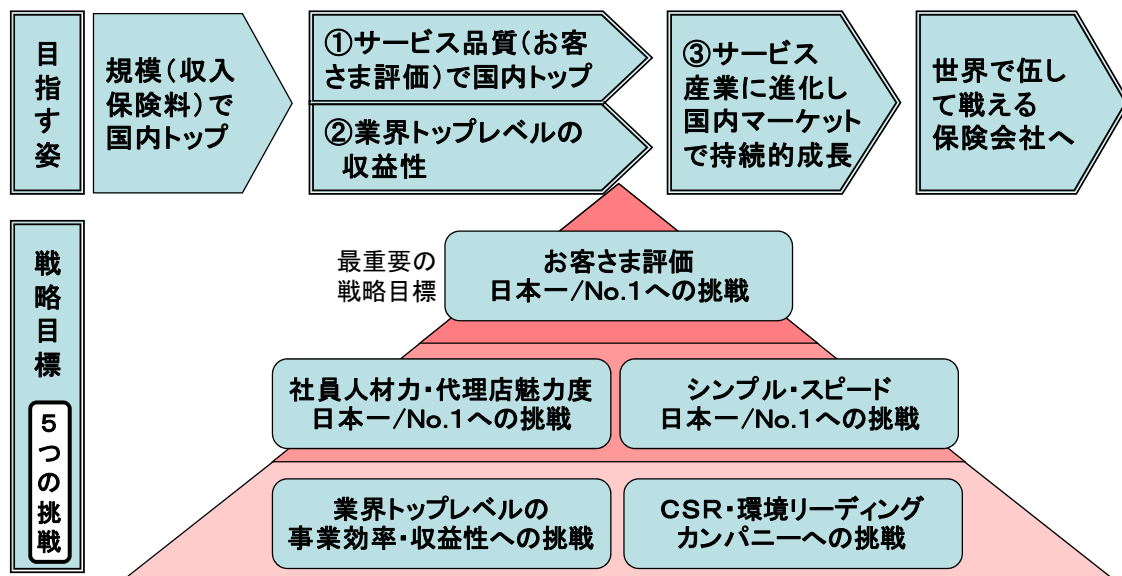 目指す姿
規模（収入
保険料）で
国内トップ
①サービス品質（お客
さま評価）で国内トップ
②業界トップレベルの
収益性
③サービス
産業に進化し
国内マーケット
で持続的成長
世界で伍し
て戦える
保険会社へ
戦略目標
5つの挑戦
最重要の
戦略目標
お客さま評価
日本一/No.1への挑戦
社員人材力・代理店魅力度
日本一/No.1への挑戦
シンプル・スピード
日本一/No.1への挑戦
業界トップレベルの
事業効率・収益性への挑戦
CSR・環境リーディング
カンパニーへの挑戦